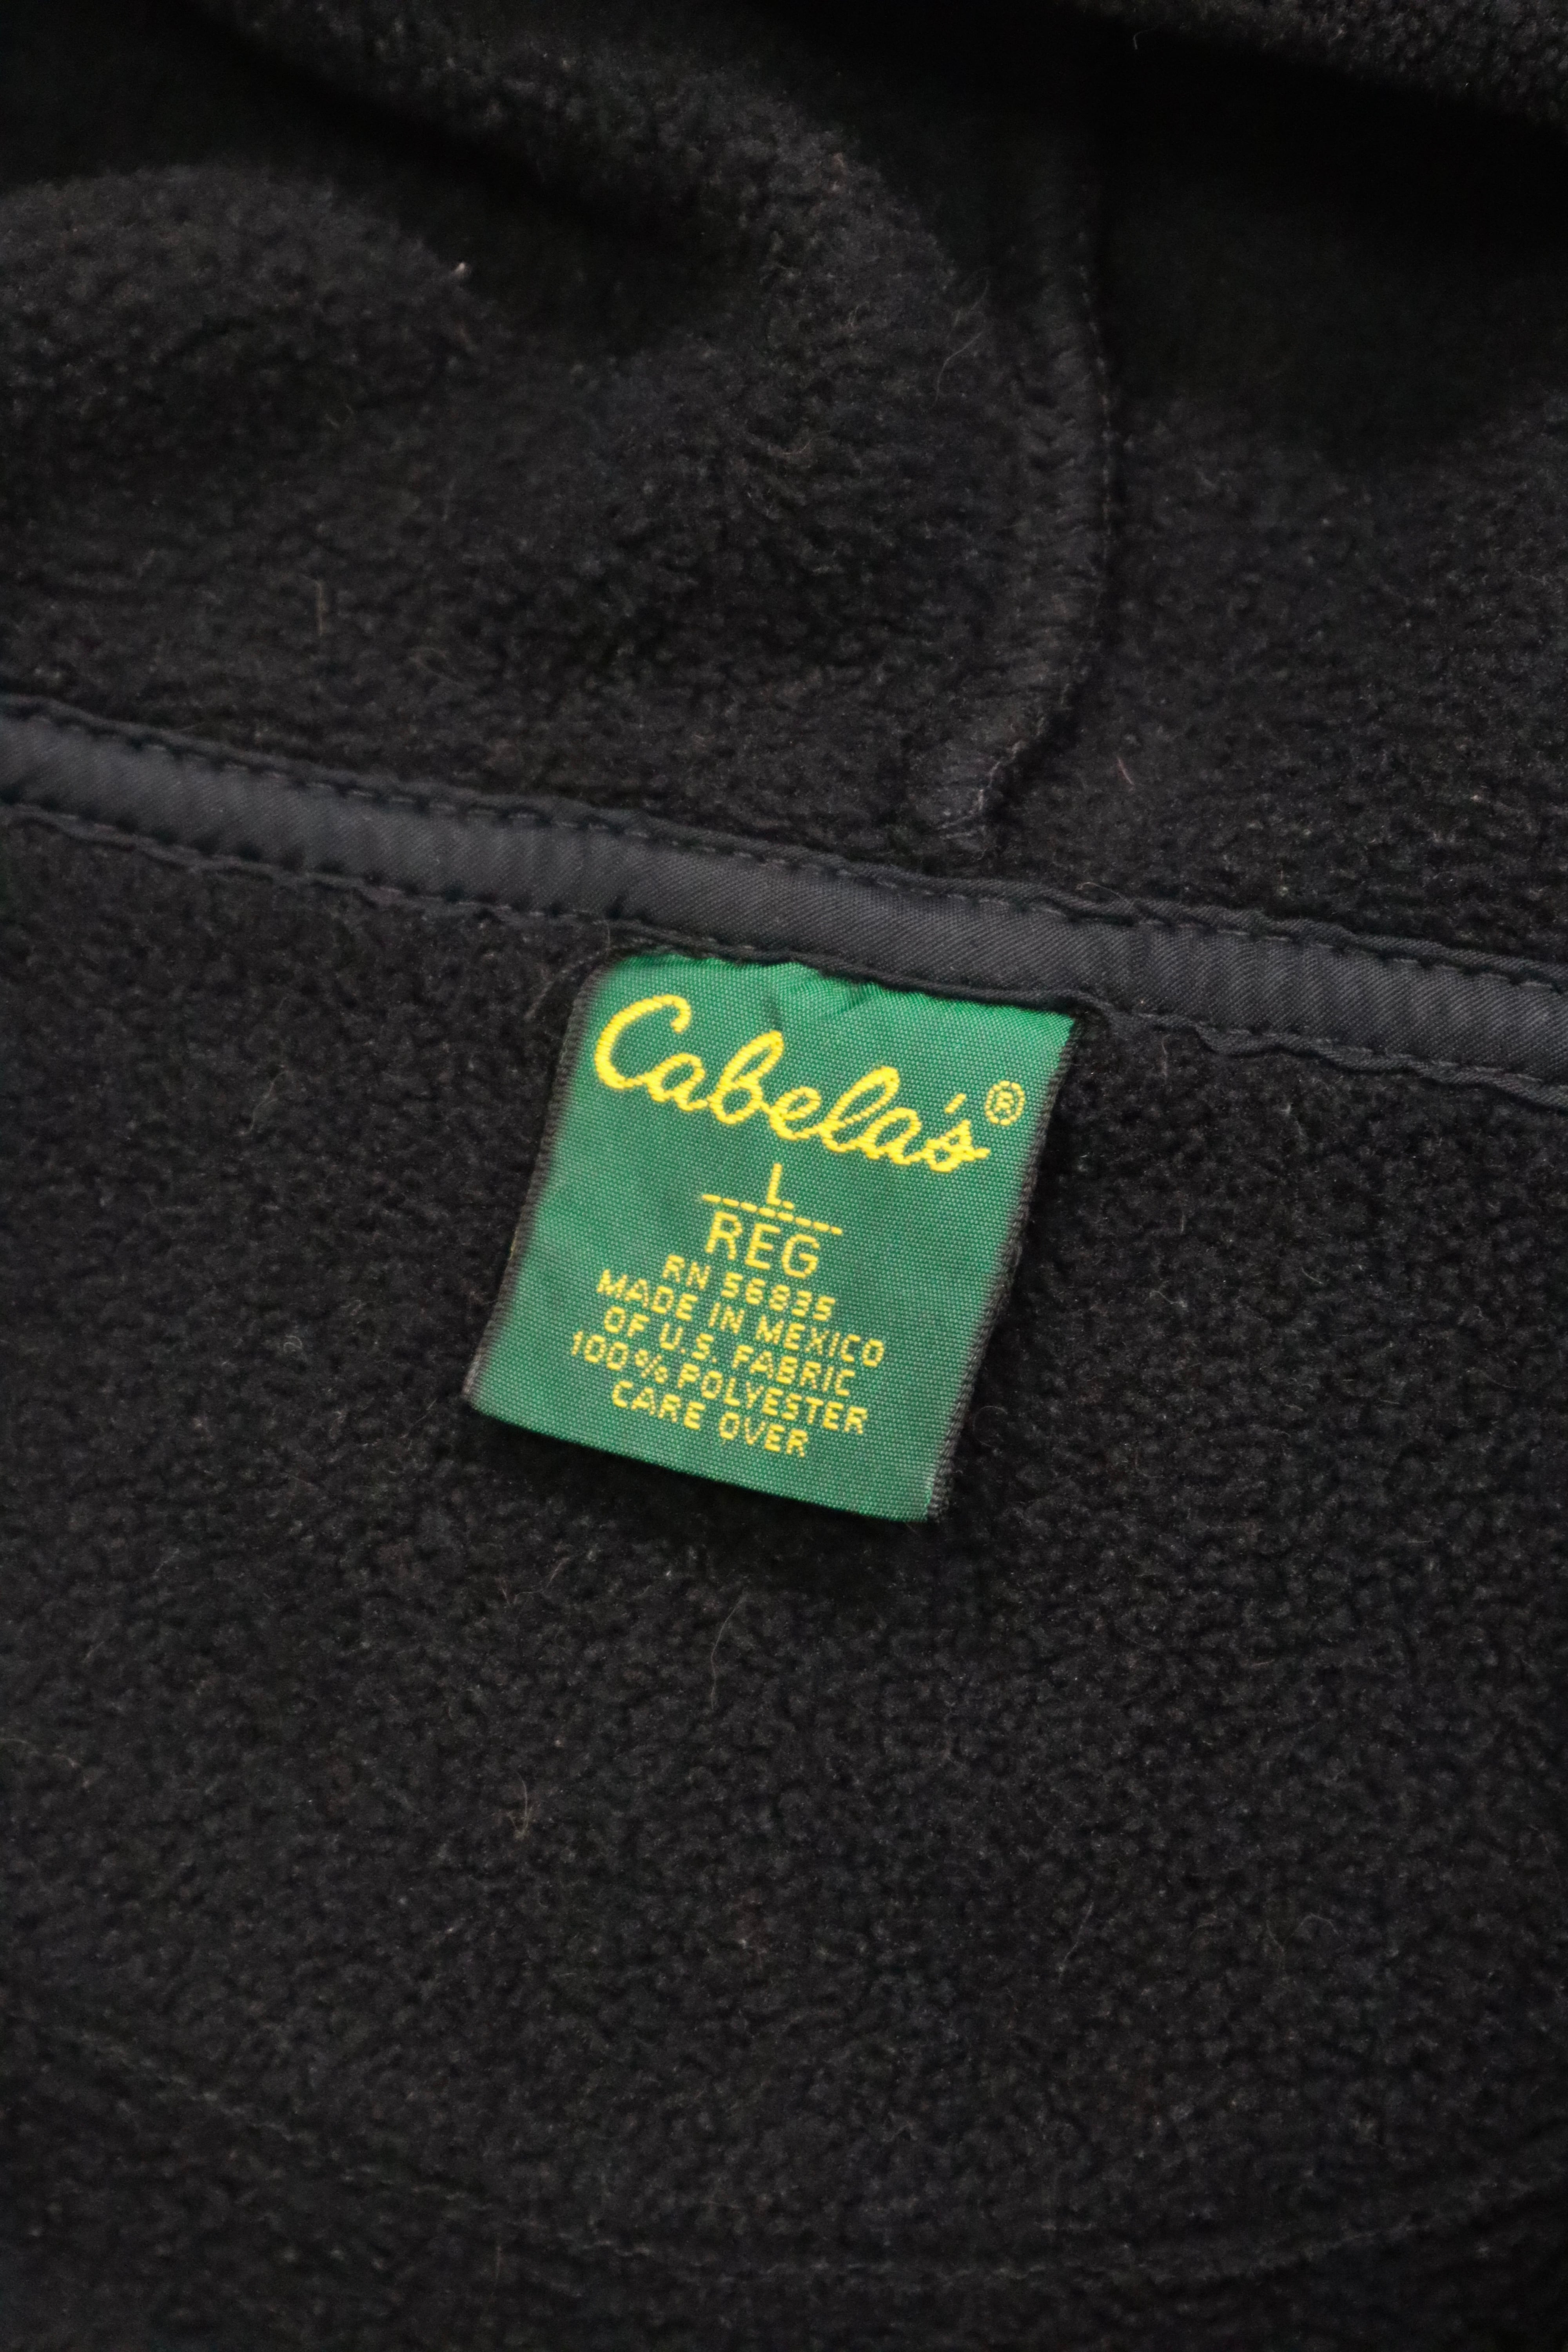 Cabela's®
L
REG
RN 56835
MADE IN MEXICO
OF U.S. FABRIC
100% POLYESTER
CARE OVER